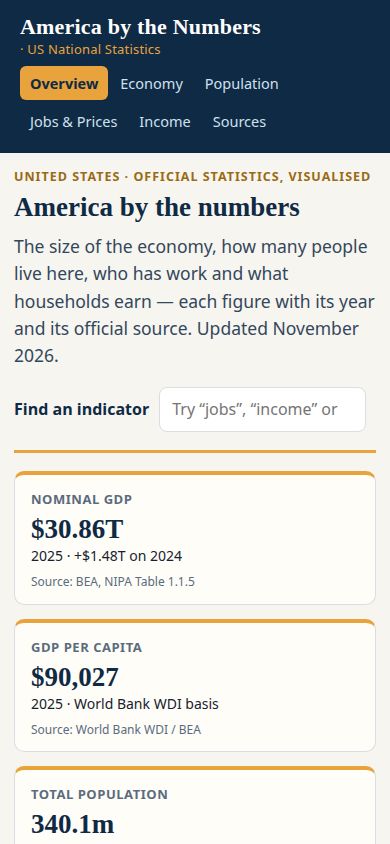 America by the Numbers
· US National Statistics
Overview Economy Population
Jobs & Prices Income Sources
UNITED STATES · OFFICIAL STATISTICS, VISUALISED
America by the numbers
The size of the economy, how many people
live here, who has work and what
households earn — each figure with its year
and its official source. Updated November
2026.
Find an indicator Try “jobs”, “income” or
NOMINAL GDP
$30.86T
2025 · +$1.48T on 2024
Source: BEA, NIPA Table 1.1.5
GDP PER CAPITA
$90,027
2025 · World Bank WDI basis
Source: World Bank WDI / BEA
TOTAL POPULATION
340.1m